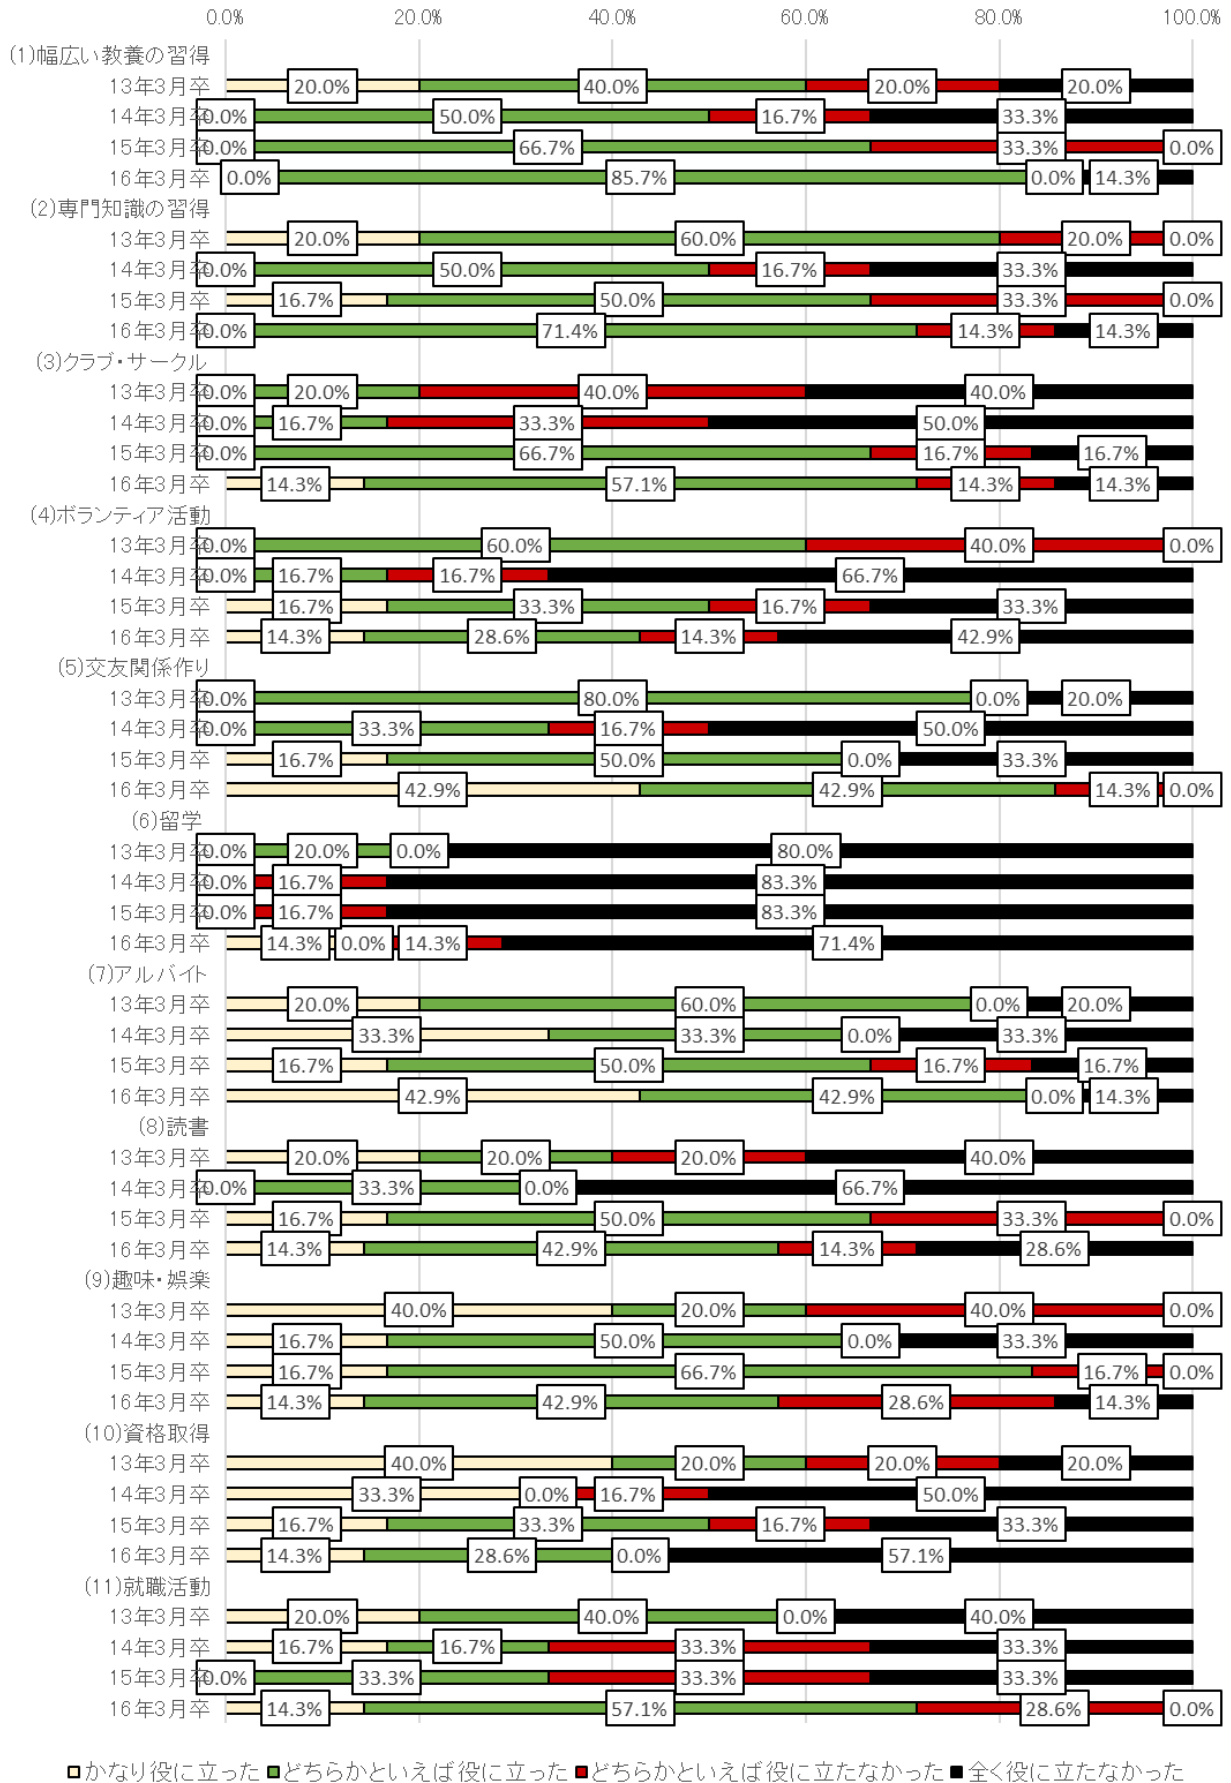 0.0% 20.0% 40.0% 60.0% 80.0% 100.0%
(1)幅広い教養の習得
13年3月卒 20.0% 40.0% 20.0% 20.0%
14年3月卒 0.0% 50.0% 16.7% 33.3%
15年3月卒 0.0% 66.7% 33.3% 0.0%
16年3月卒 0.0% 85.7% 0.0% 14.3%
(2)専門知識の習得
13年3月卒 20.0% 60.0% 20.0% 0.0%
14年3月卒 0.0% 50.0% 16.7% 33.3%
15年3月卒 16.7% 50.0% 33.3% 0.0%
16年3月卒 0.0% 71.4% 14.3% 14.3%
(3)クラブ・サークル
13年3月卒 0.0% 20.0% 40.0% 40.0%
14年3月卒 0.0% 16.7% 33.3% 50.0%
15年3月卒 0.0% 66.7% 16.7% 16.7%
16年3月卒 14.3% 57.1% 14.3% 14.3%
(4)ボランティア活動
13年3月卒 0.0% 60.0% 40.0% 0.0%
14年3月卒 0.0% 16.7% 16.7% 66.7%
15年3月卒 16.7% 33.3% 16.7% 33.3%
16年3月卒 14.3% 28.6% 14.3% 42.9%
(5)交友関係作り
13年3月卒 0.0% 80.0% 0.0% 20.0%
14年3月卒 0.0% 33.3% 16.7% 50.0%
15年3月卒 16.7% 50.0% 0.0% 33.3%
16年3月卒 42.9% 42.9% 14.3% 0.0%
(6)留学
13年3月卒 0.0% 20.0% 0.0% 80.0%
14年3月卒 0.0% 16.7% 83.3%
15年3月卒 0.0% 16.7% 83.3%
16年3月卒 14.3% 0.0% 14.3% 71.4%
(7)アルバイト
13年3月卒 20.0% 60.0% 0.0% 20.0%
14年3月卒 33.3% 33.3% 0.0% 33.3%
15年3月卒 16.7% 50.0% 16.7% 16.7%
16年3月卒 42.9% 42.9% 0.0% 14.3%
(8)読書
13年3月卒 20.0% 20.0% 20.0% 40.0%
14年3月卒 0.0% 33.3% 0.0% 66.7%
15年3月卒 16.7% 50.0% 33.3% 0.0%
16年3月卒 14.3% 42.9% 14.3% 28.6%
(9)趣味・娯楽
13年3月卒 40.0% 20.0% 40.0% 0.0%
14年3月卒 16.7% 50.0% 0.0% 33.3%
15年3月卒 16.7% 66.7% 16.7% 0.0%
16年3月卒 14.3% 42.9% 28.6% 14.3%
(10)資格取得
13年3月卒 40.0% 20.0% 20.0% 20.0%
14年3月卒 33.3% 0.0% 16.7% 50.0%
15年3月卒 16.7% 33.3% 16.7% 33.3%
16年3月卒 14.3% 28.6% 0.0% 57.1%
(11)就職活動
13年3月卒 20.0% 40.0% 0.0% 40.0%
14年3月卒 16.7% 16.7% 33.3% 33.3%
15年3月卒 0.0% 33.3% 33.3% 33.3%
16年3月卒 14.3% 57.1% 28.6% 0.0%
かなり役に立った どちらかといえば役に立った どちらかといえば役に立たなかった 全く役に立たなかった